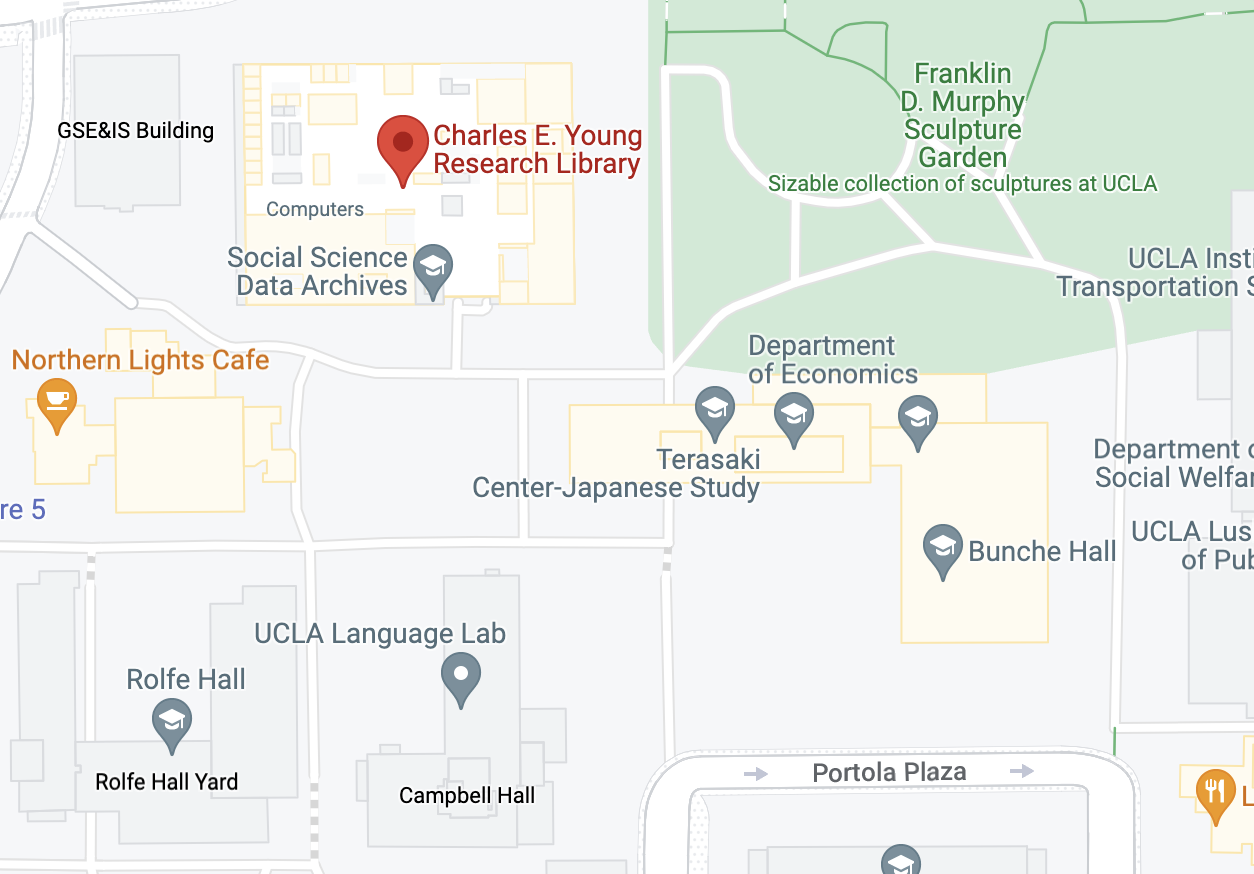 Franklin
D. Murphy
Sculpture
Garden
Sizable collection of sculptures at UCLA
GSE&IS Building
Charles E. Young
Research Library
Computers
Social Science
Data Archives
UCLA Insti
Transportation S
Northern Lights Cafe
Department
of Economics
Terasaki
Center-Japanese Study
Department o
Social Welfar
re 5
Bunche Hall
UCLA Lus
of Pub
UCLA Language Lab
Rolfe Hall
Rolfe Hall Yard
Campbell Hall
Portola Plaza
L